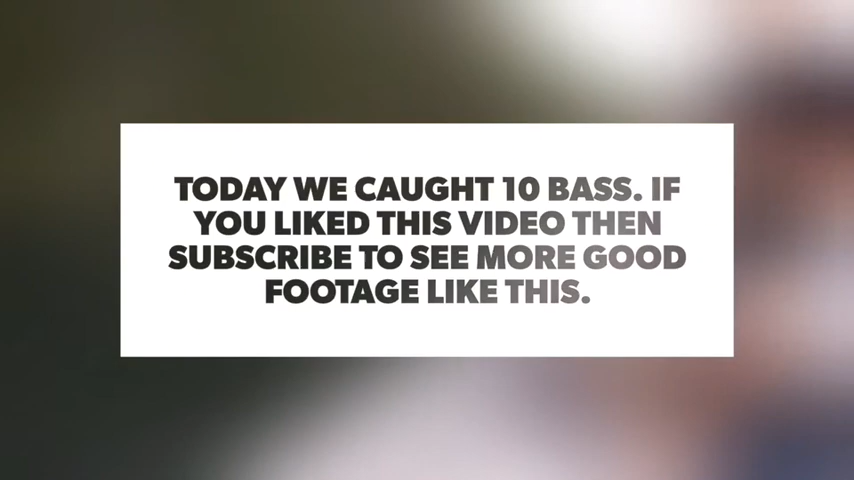 TODAY WE CAUGHT 10 BASS. IF
YOU LIKED THIS VIDEO THEN
SUBSCRIBE TO SEE MORE GOOD
FOOTAGE LIKE THIS.